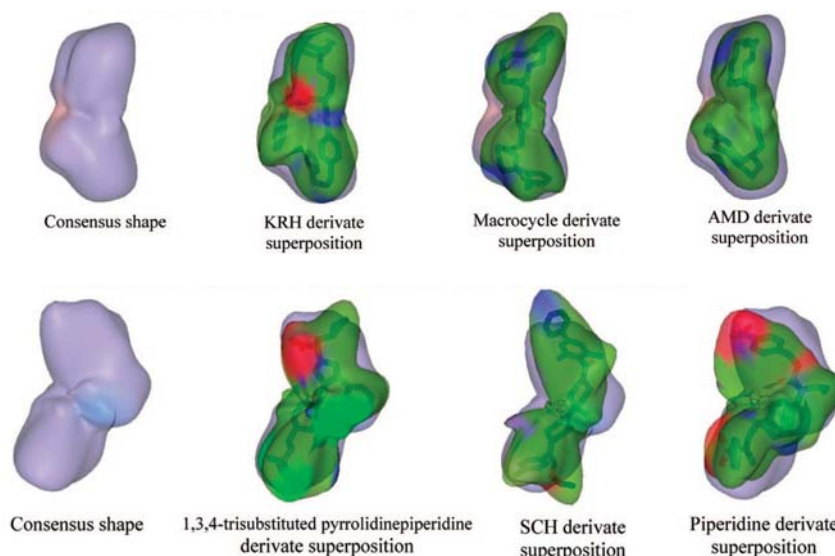 Consensus shape
KRH derivate
superposition
Macrocycle derivate
superposition
AMD derivate
superposition
Consensus shape
1,3,4-trisubstituted pyrrolidinepiperidine
derivate superposition
SCH derivate
superposition
Piperidine derivate
superposition